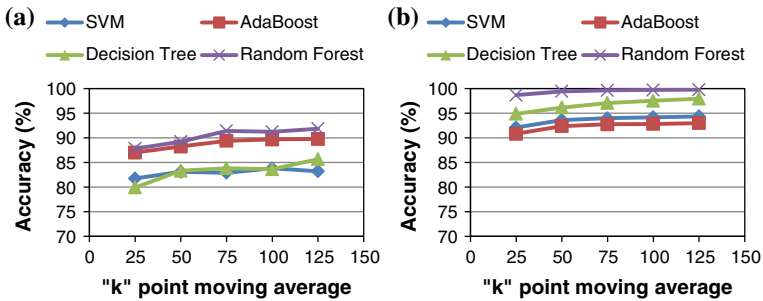 (a)
SVM
AdaBoost
Decision Tree
Random Forest
Accuracy (%)
100
95
90
85
80
75
70
0
25
50
75
100
125
150
"k" point moving average
(b)
SVM
AdaBoost
Decision Tree
Random Forest
Accuracy (%)
100
95
90
85
80
75
70
0
25
50
75
100
125
150
"k" point moving average